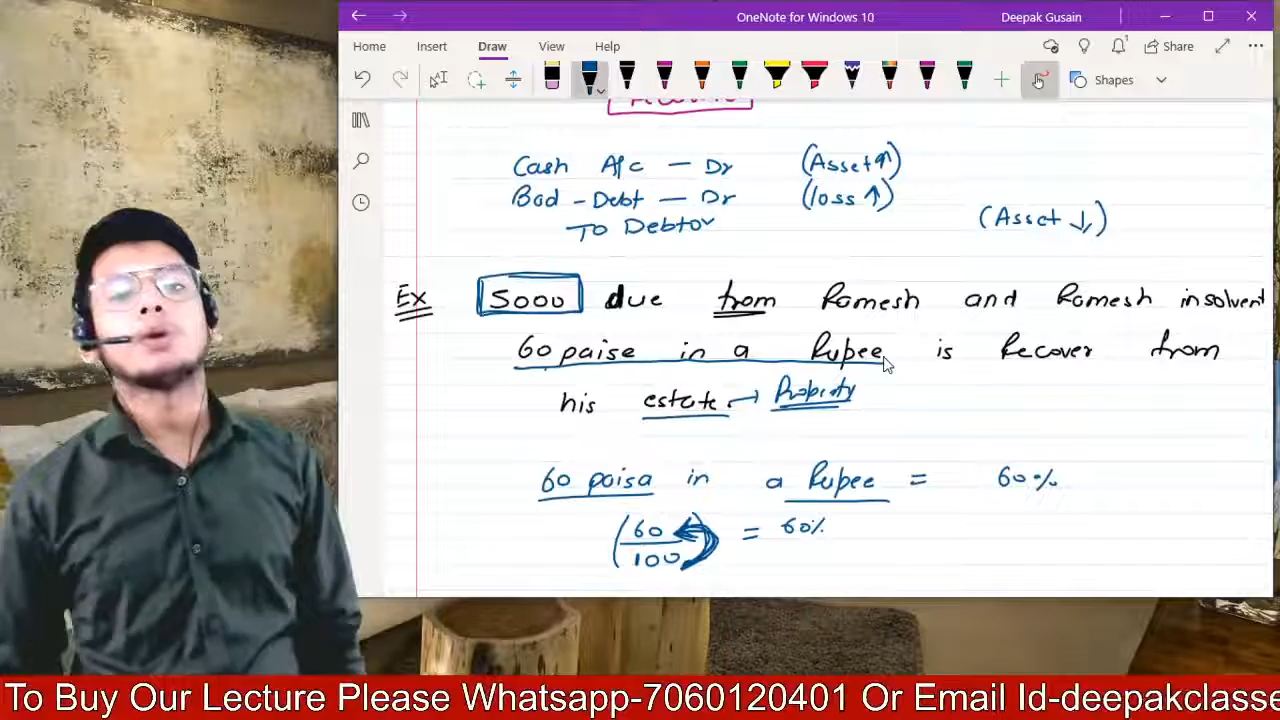 OneNote for Windows 10 Deepak Gusain
Home Insert Draw View Help Share
Shapes
Cash A/c - Dr (Asset ↑)
Bad - Debt - Dr (loss ↑)
To Debtor (Asset ↓)
Ex 5000 due from Ramesh and Ramesh insolvent
60 paise in a Rupee is Recover from
his estate → Property
60 paisa in a Rupee = 60%
(60/100) = 60%
To Buy Our Lecture Please Whatsapp-7060120401 Or Email Id-deepakclasse